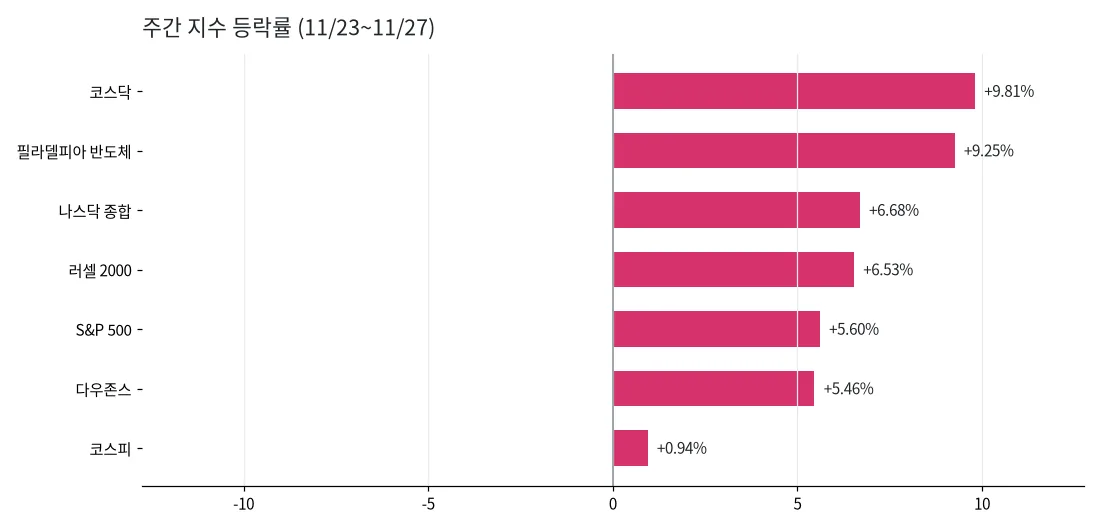 주간 지수 등락률 (11/23~11/27)
코스닥 +9.81%
필라델피아 반도체 +9.25%
나스닥 종합 +6.68%
러셀 2000 +6.53%
S&P 500 +5.60%
다우존스 +5.46%
코스피 +0.94%
-10 -5 0 5 10